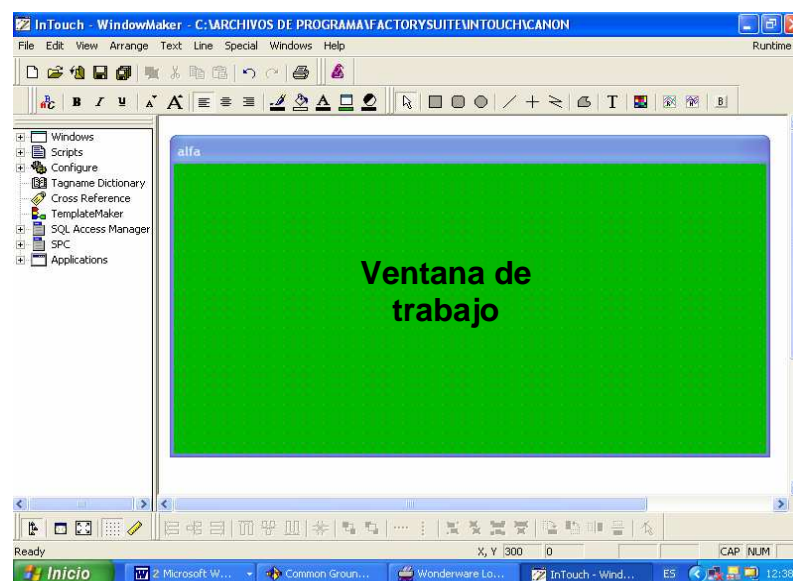 InTouch - WindowMaker - C:\ARCHIVOS DE PROGRAMA\FACTORYSUITE\INTOUCH\CANON
File Edit View Arrange Text Line Special Windows Help Runtime
Windows
Scripts
Configure
Tagname Dictionary
Cross Reference
TemplateMaker
SQL Access Manager
SPC
Applications
alfa
Ventana de
trabajo
Ready X, Y 300 0 CAP NUM
Inicio 2 Microsoft W... Common Groun... Wonderware Lo... InTouch - Wind... ES 12:38